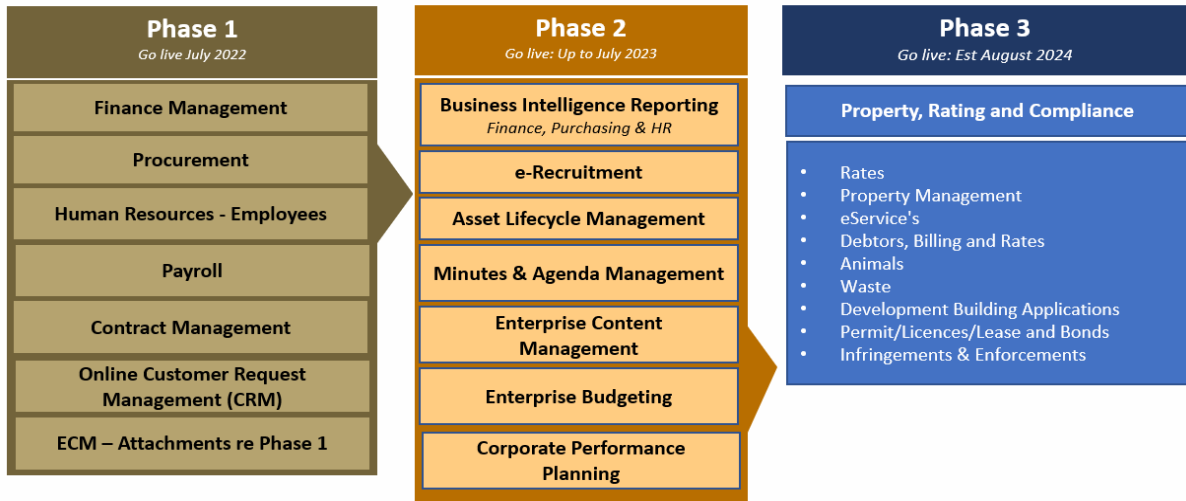 Phase 1
Go live July 2022
Finance Management
Procurement
Human Resources - Employees
Payroll
Contract Management
Online Customer Request
Management (CRM)
ECM – Attachments re Phase 1
Phase 2
Go live: Up to July 2023
Business Intelligence Reporting
Finance, Purchasing & HR
e-Recruitment
Asset Lifecycle Management
Minutes & Agenda Management
Enterprise Content
Management
Enterprise Budgeting
Corporate Performance
Planning
Phase 3
Go live: Est August 2024
Property, Rating and Compliance
• Rates
• Property Management
• eService's
• Debtors, Billing and Rates
• Animals
• Waste
• Development Building Applications
• Permit/Licences/Lease and Bonds
• Infringements & Enforcements